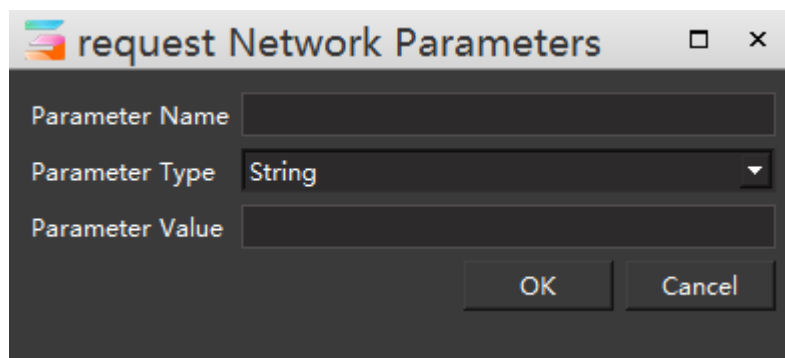 request Network Parameters
Parameter Name
Parameter Type String
Parameter Value
OK Cancel